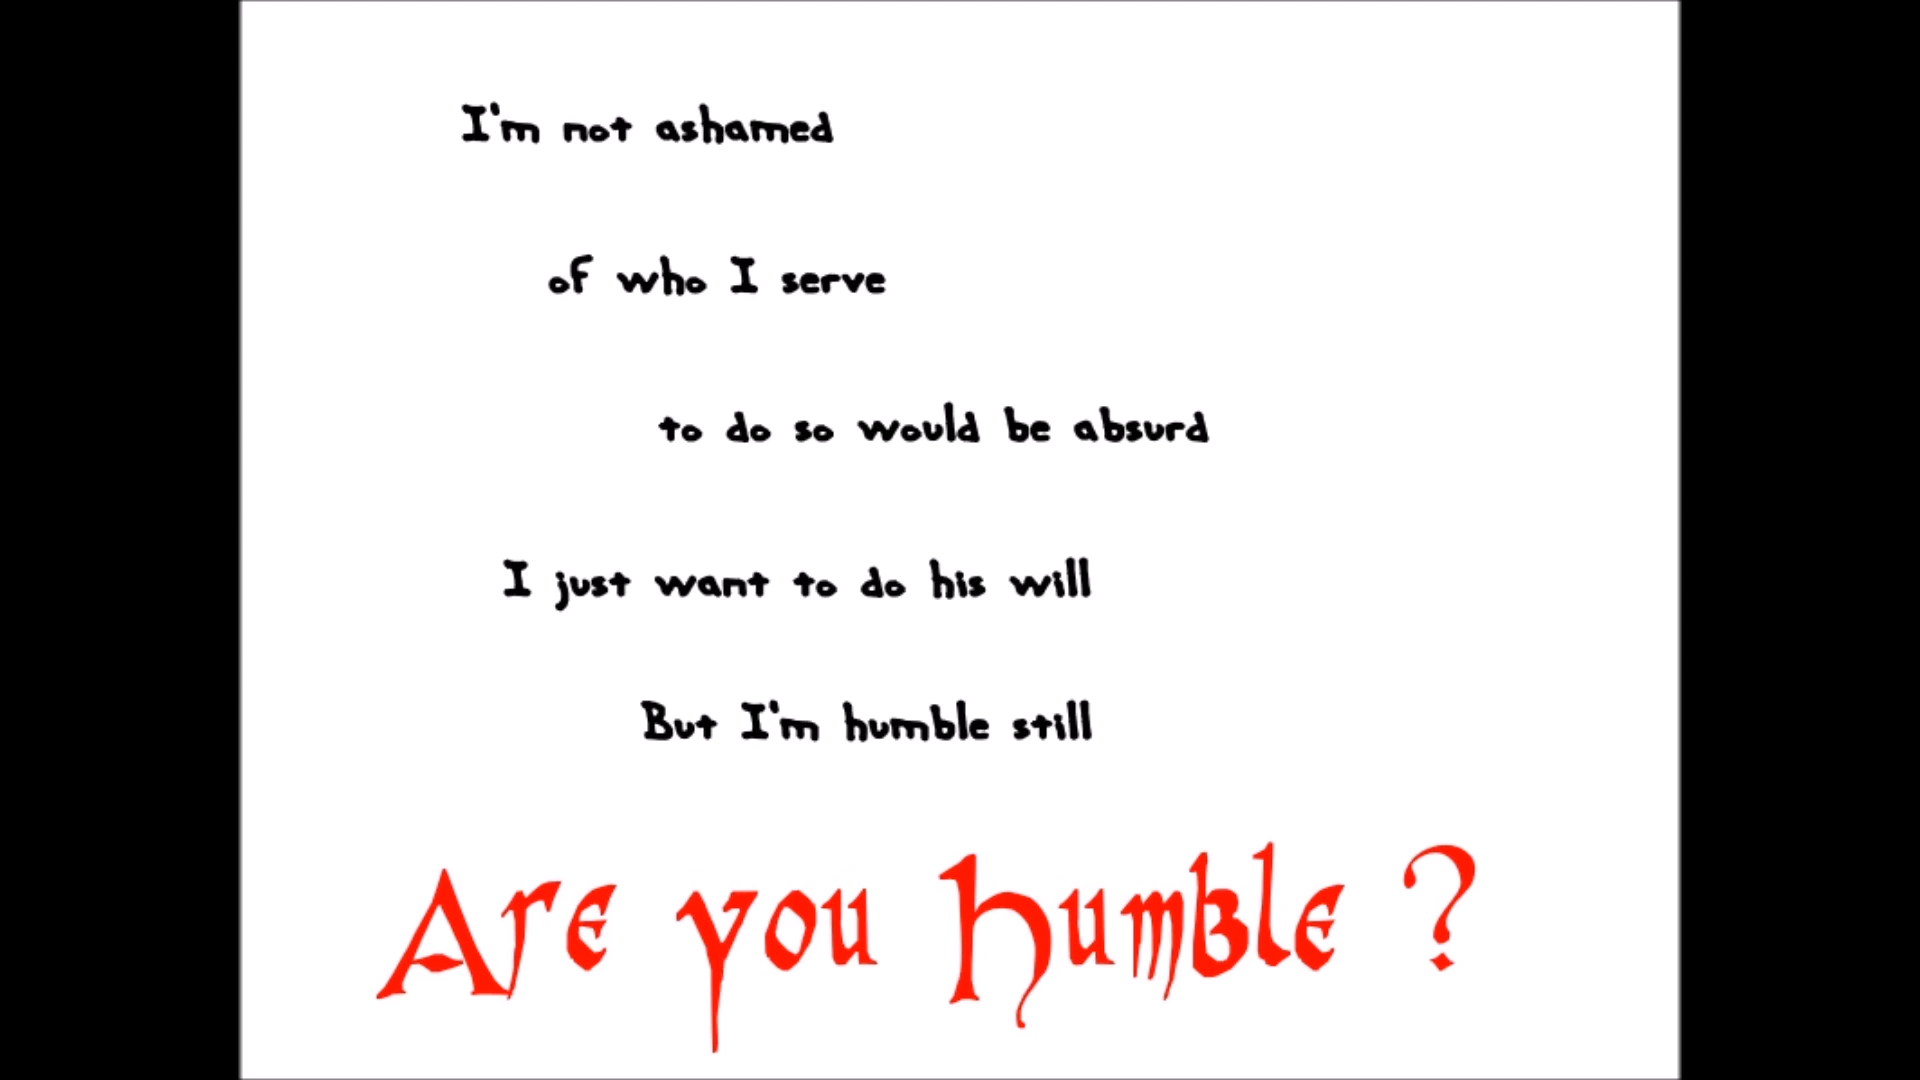 I'm not ashamed
of who I serve
to do so would be absurd
I just want to do his will
But I'm humble still
Are you humble ?